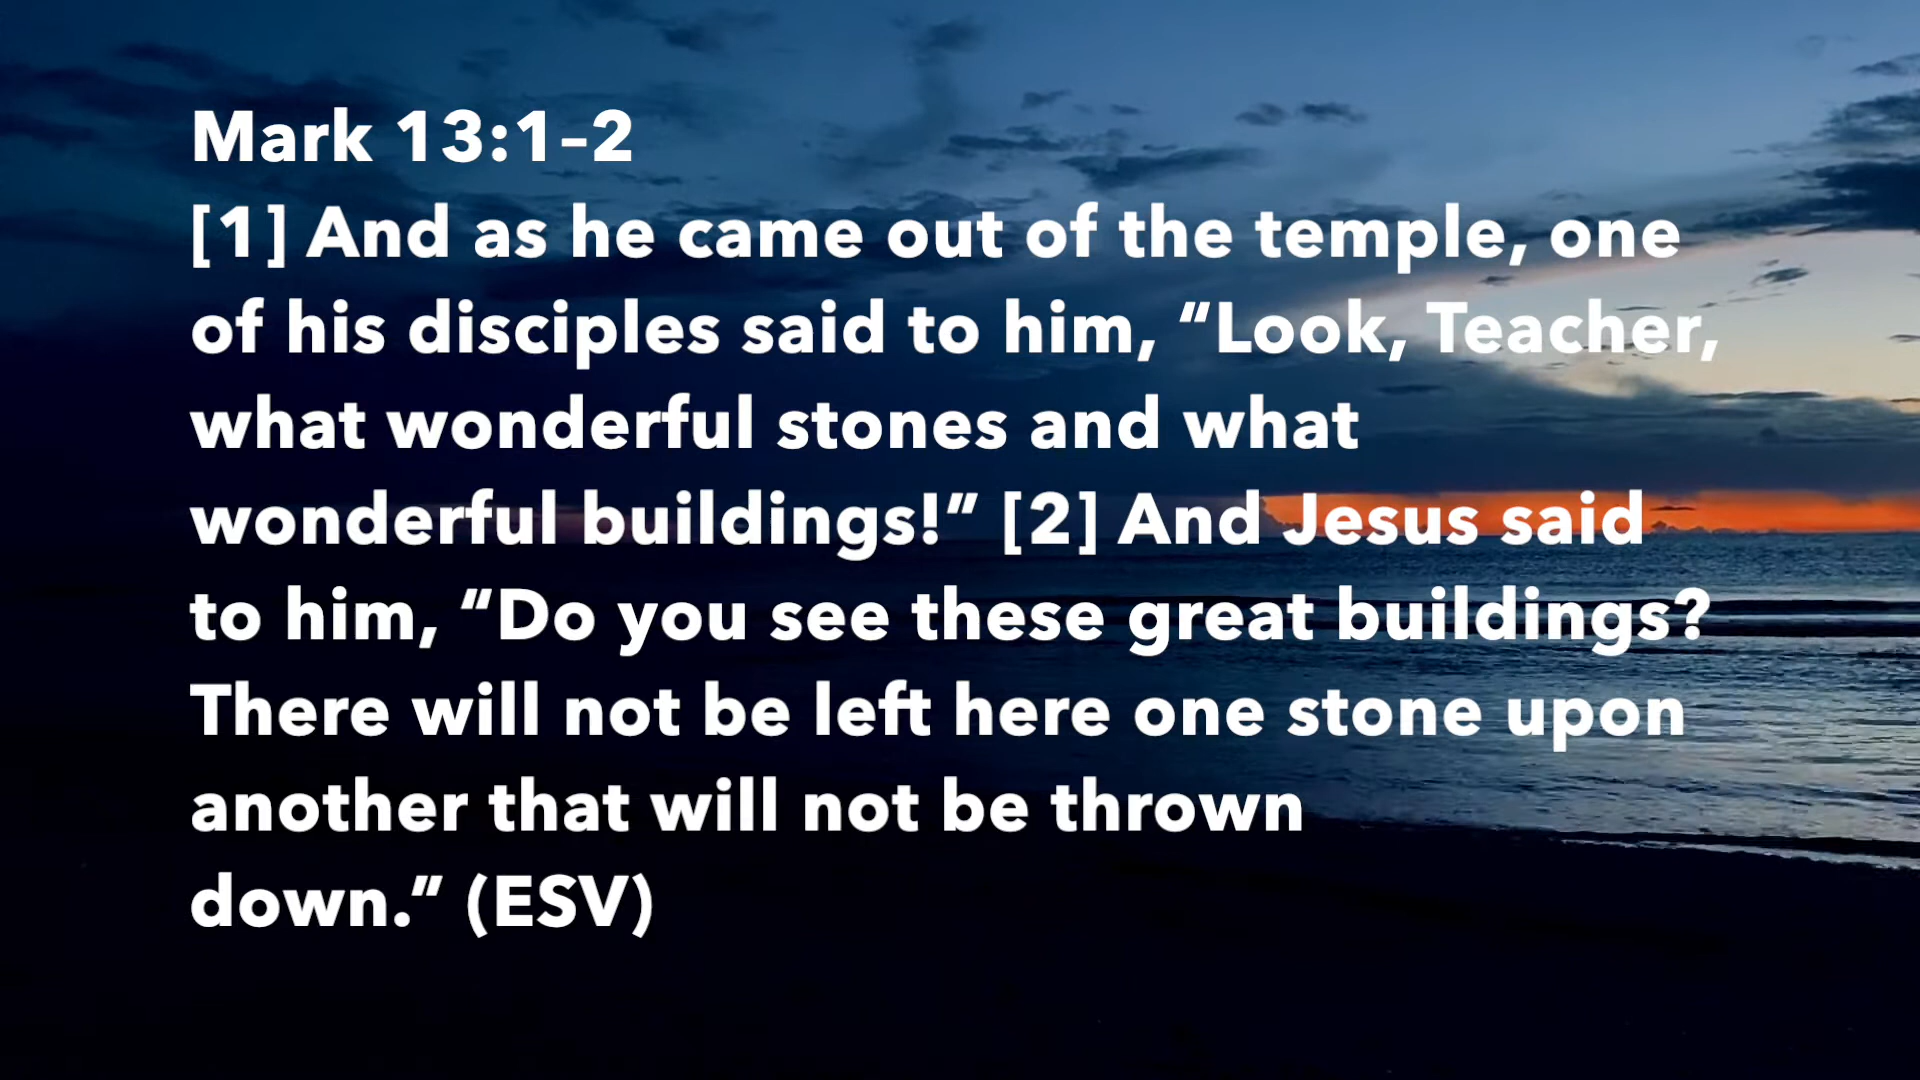 Mark 13:1–2
[1] And as he came out of the temple, one
of his disciples said to him, “Look, Teacher,
what wonderful stones and what
wonderful buildings!” [2] And Jesus said
to him, “Do you see these great buildings?
There will not be left here one stone upon
another that will not be thrown
down.” (ESV)